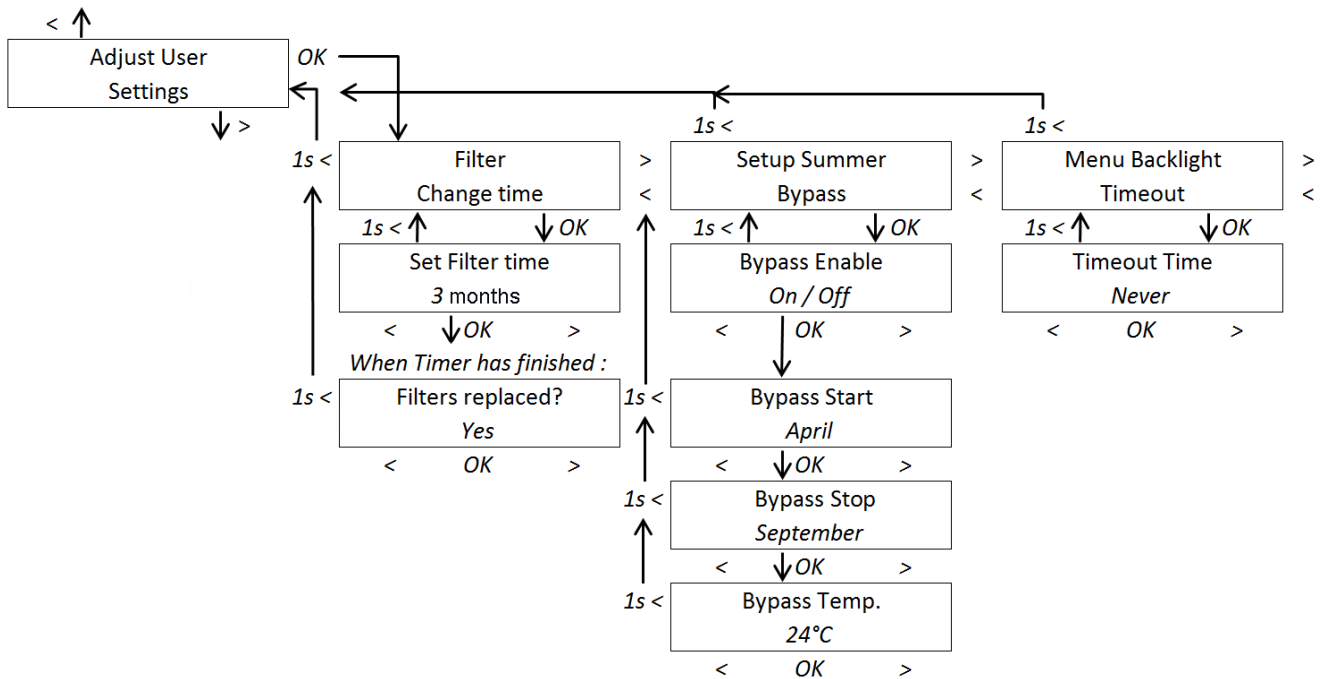 <
Adjust User
Settings
OK
>
1s < 1s <
1s < Filter > Setup Summer > Menu Backlight >
Change time < Bypass < Timeout <
1s < OK 1s < OK 1s < OK
Set Filter time Bypass Enable Timeout Time
3 months On / Off Never
< OK > < OK > < OK >
When Timer has finished :
1s < Filters replaced? 1s < Bypass Start
Yes April
< OK > < OK >
1s < Bypass Stop
September
< OK >
1s < Bypass Temp.
24°C
< OK >